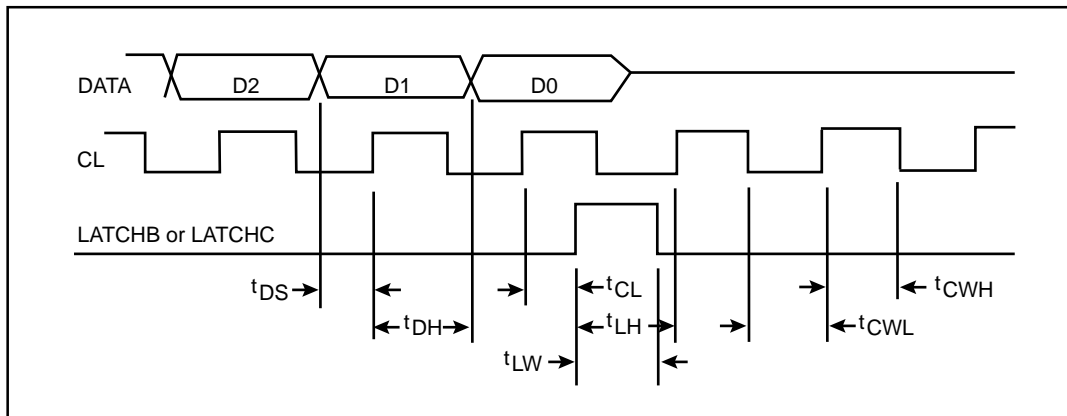 DATA
D2
D1
D0
CL
LATCHB or LATCHC
tDS
tCL
tCWH
tDH
tLH
tCWL
tLW